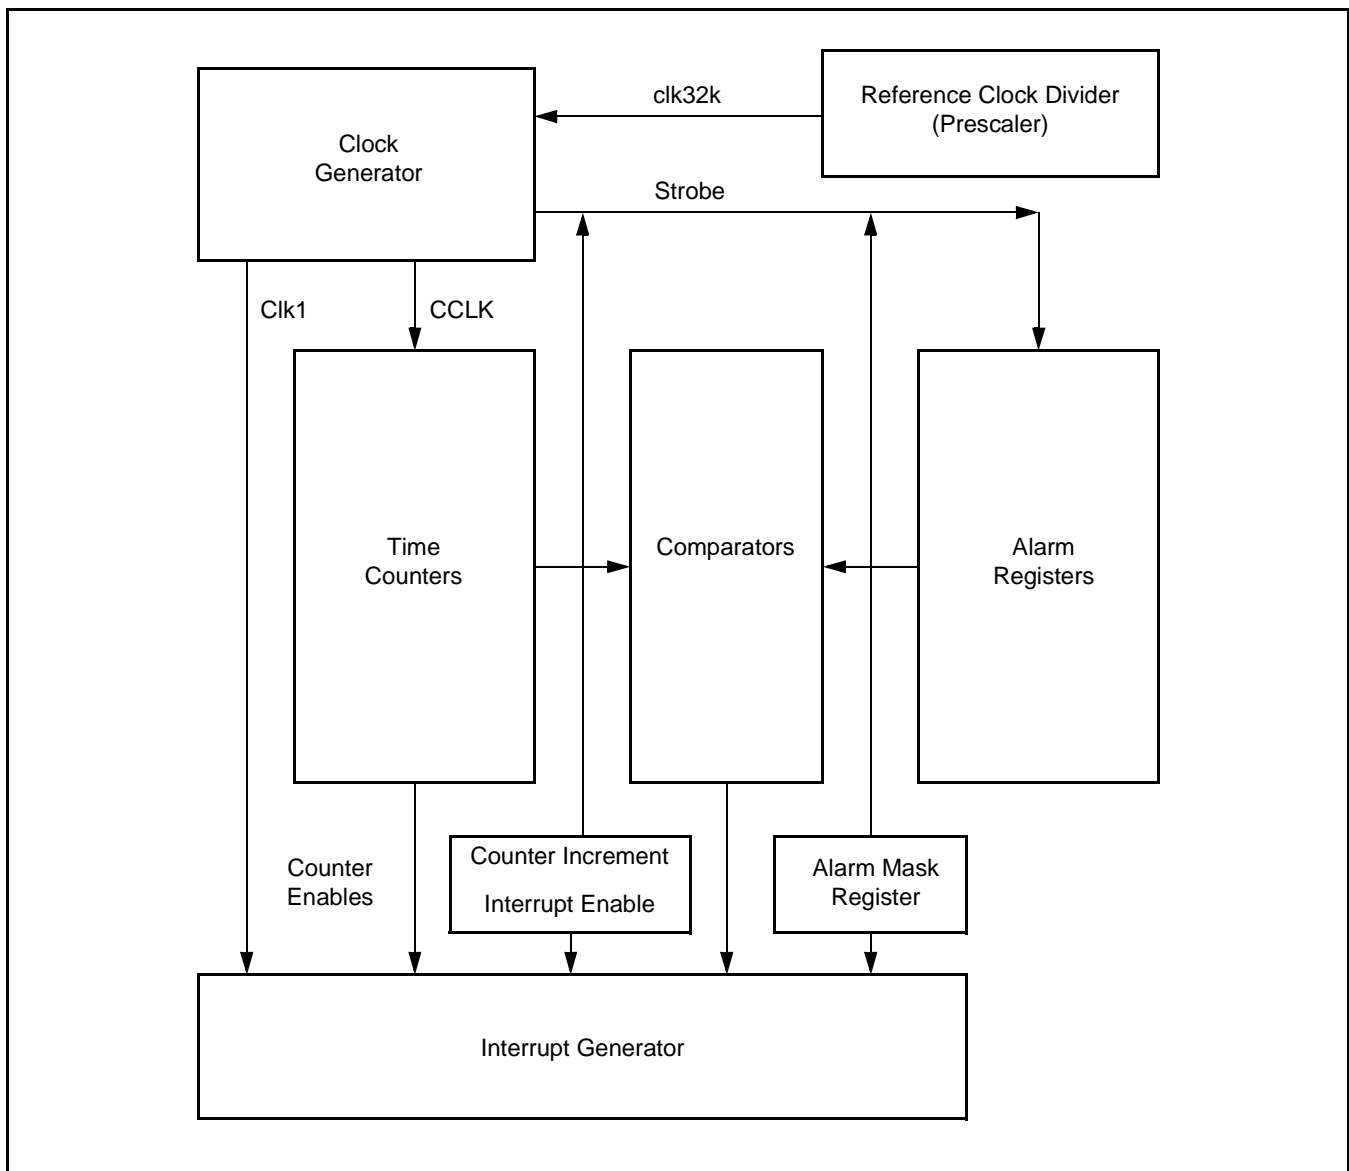 clk32k
Reference Clock Divider
(Prescaler)
Clock
Generator
Strobe
Clk1
CCLK
Time
Counters
Comparators
Alarm
Registers
Counter
Enables
Counter Increment
Interrupt Enable
Alarm Mask
Register
Interrupt Generator